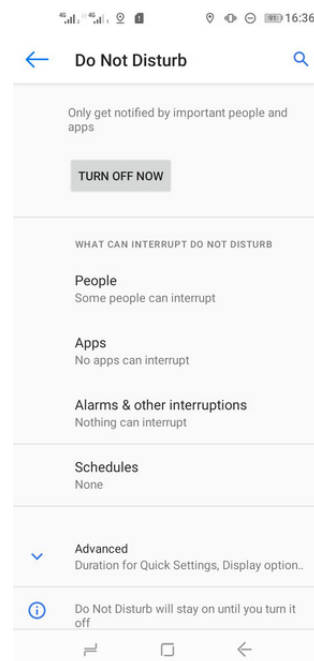 4G 4G 16:36
Do Not Disturb
Only get notified by important people and
apps
TURN OFF NOW
WHAT CAN INTERRUPT DO NOT DISTURB
People
Some people can interrupt
Apps
No apps can interrupt
Alarms & other interruptions
Nothing can interrupt
Schedules
None
Advanced
Duration for Quick Settings, Display option..
Do Not Disturb will stay on until you turn it
off